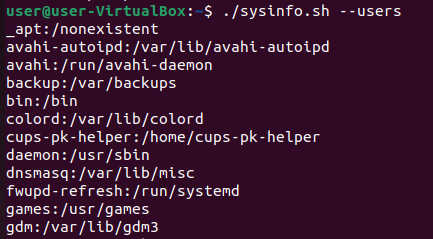 user@user-VirtualBox:~$ ./sysinfo.sh --users
_apt:/nonexistent
avahi-autoipd:/var/lib/avahi-autoipd
avahi:/run/avahi-daemon
backup:/var/backups
bin:/bin
colord:/var/lib/colord
cups-pk-helper:/home/cups-pk-helper
daemon:/usr/sbin
dnsmasq:/var/lib/misc
fwupd-refresh:/run/systemd
games:/usr/games
gdm:/var/lib/gdm3